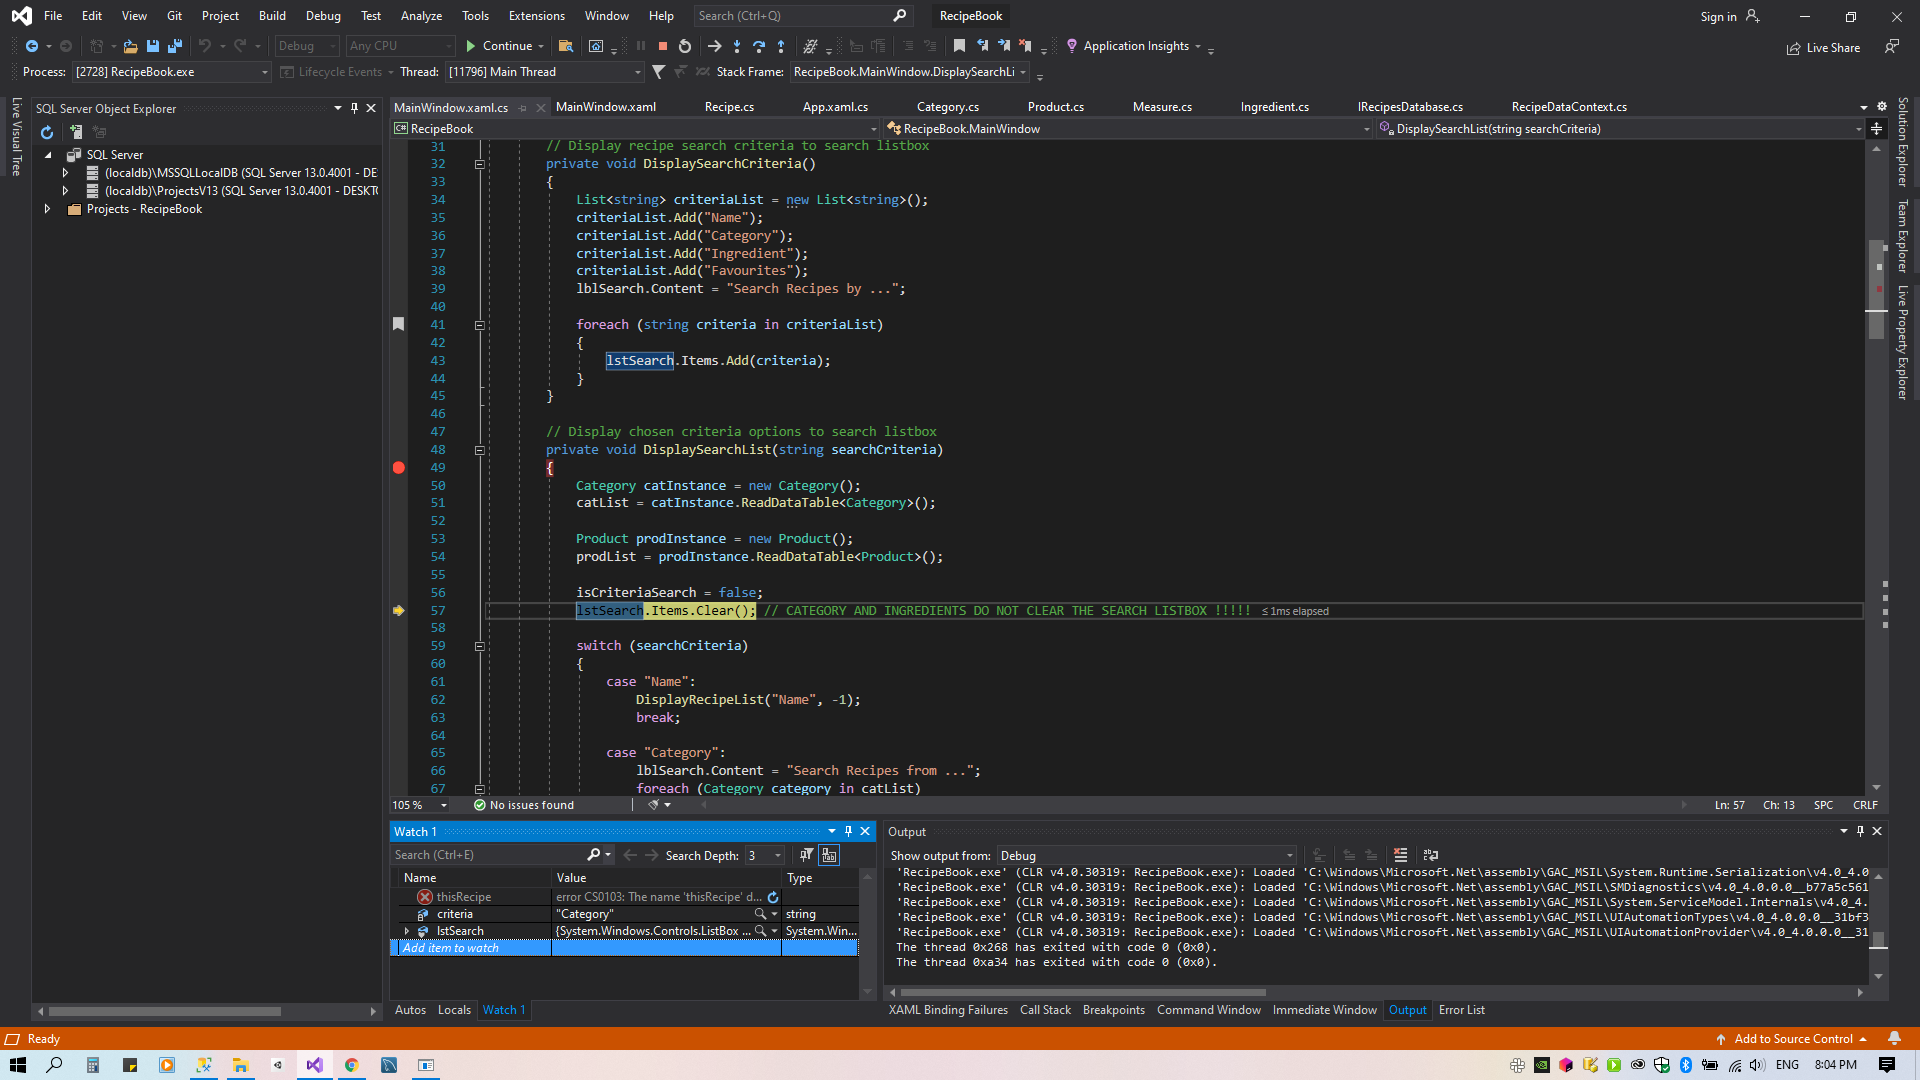 File Edit View Git Project Build Debug Test Analyze Tools Extensions Window Help Search (Ctrl+Q) RecipeBook Sign in
Debug Any CPU Continue Application Insights Live Share
Process: [2728] RecipeBook.exe Lifecycle Events Thread: [11796] Main Thread Stack Frame: RecipeBook.MainWindow.DisplaySearchLi
Live Visual Tree
SQL Server Object Explorer
SQL Server
(localdb)\MSSQLLocalDB (SQL Server 13.0.4001 - DE
(localdb)\ProjectsV13 (SQL Server 13.0.4001 - DESKT
Projects - RecipeBook
MainWindow.xaml.cs MainWindow.xaml Recipe.cs App.xaml.cs Category.cs Product.cs Measure.cs Ingredient.cs IRecipesDatabase.cs RecipeDataContext.cs
C# RecipeBook RecipeBook.MainWindow DisplaySearchList(string searchCriteria)
31 // Display recipe search criteria to search listbox
32 private void DisplaySearchCriteria()
33 {
34 List<string> criteriaList = new List<string>();
35 criteriaList.Add("Name");
36 criteriaList.Add("Category");
37 criteriaList.Add("Ingredient");
38 criteriaList.Add("Favourites");
39 lblSearch.Content = "Search Recipes by ...";
40
41 foreach (string criteria in criteriaList)
42 {
43 lstSearch.Items.Add(criteria);
44 }
45 }
46
47 // Display chosen criteria options to search listbox
48 private void DisplaySearchList(string searchCriteria)
49 {
50 Category catInstance = new Category();
51 catList = catInstance.ReadDataTable<Category>();
52
53 Product prodInstance = new Product();
54 prodList = prodInstance.ReadDataTable<Product>();
55
56 isCriteriaSearch = false;
57 lstSearch.Items.Clear(); // CATEGORY AND INGREDIENTS DO NOT CLEAR THE SEARCH LISTBOX !!!!! ≤ 1ms elapsed
58
59 switch (searchCriteria)
60 {
61 case "Name":
62 DisplayRecipeList("Name", -1);
63 break;
64
65 case "Category":
66 lblSearch.Content = "Search Recipes from ...";
67 foreach (Category category in catList)
105 % No issues found Ln: 57 Ch: 13 SPC CRLF
Solution Explorer
Team Explorer
Live Property Explorer
Watch 1
Search (Ctrl+E) Search Depth: 3
Name Value Type
thisRecipe error CS0103: The name 'thisRecipe' d...
criteria "Category" string
lstSearch {System.Windows.Controls.ListBox ... System.Win...
Add item to watch
Autos Locals Watch 1
Output
Show output from: Debug
'RecipeBook.exe' (CLR v4.0.30319: RecipeBook.exe): Loaded 'C:\Windows\Microsoft.Net\assembly\GAC_MSIL\System.Runtime.Serialization\v4.0_4.0
'RecipeBook.exe' (CLR v4.0.30319: RecipeBook.exe): Loaded 'C:\Windows\Microsoft.Net\assembly\GAC_MSIL\SMDiagnostics\v4.0_4.0.0.0__b77a5c561
'RecipeBook.exe' (CLR v4.0.30319: RecipeBook.exe): Loaded 'C:\Windows\Microsoft.Net\assembly\GAC_MSIL\System.ServiceModel.Internals\v4.0_4.
'RecipeBook.exe' (CLR v4.0.30319: RecipeBook.exe): Loaded 'C:\Windows\Microsoft.Net\assembly\GAC_MSIL\UIAutomationTypes\v4.0_4.0.0.0__31bf3
'RecipeBook.exe' (CLR v4.0.30319: RecipeBook.exe): Loaded 'C:\Windows\Microsoft.Net\assembly\GAC_MSIL\UIAutomationProvider\v4.0_4.0.0.0__31
The thread 0x268 has exited with code 0 (0x0).
The thread 0xa34 has exited with code 0 (0x0).
XAML Binding Failures Call Stack Breakpoints Command Window Immediate Window Output Error List
Ready Add to Source Control
ENG 8:04 PM